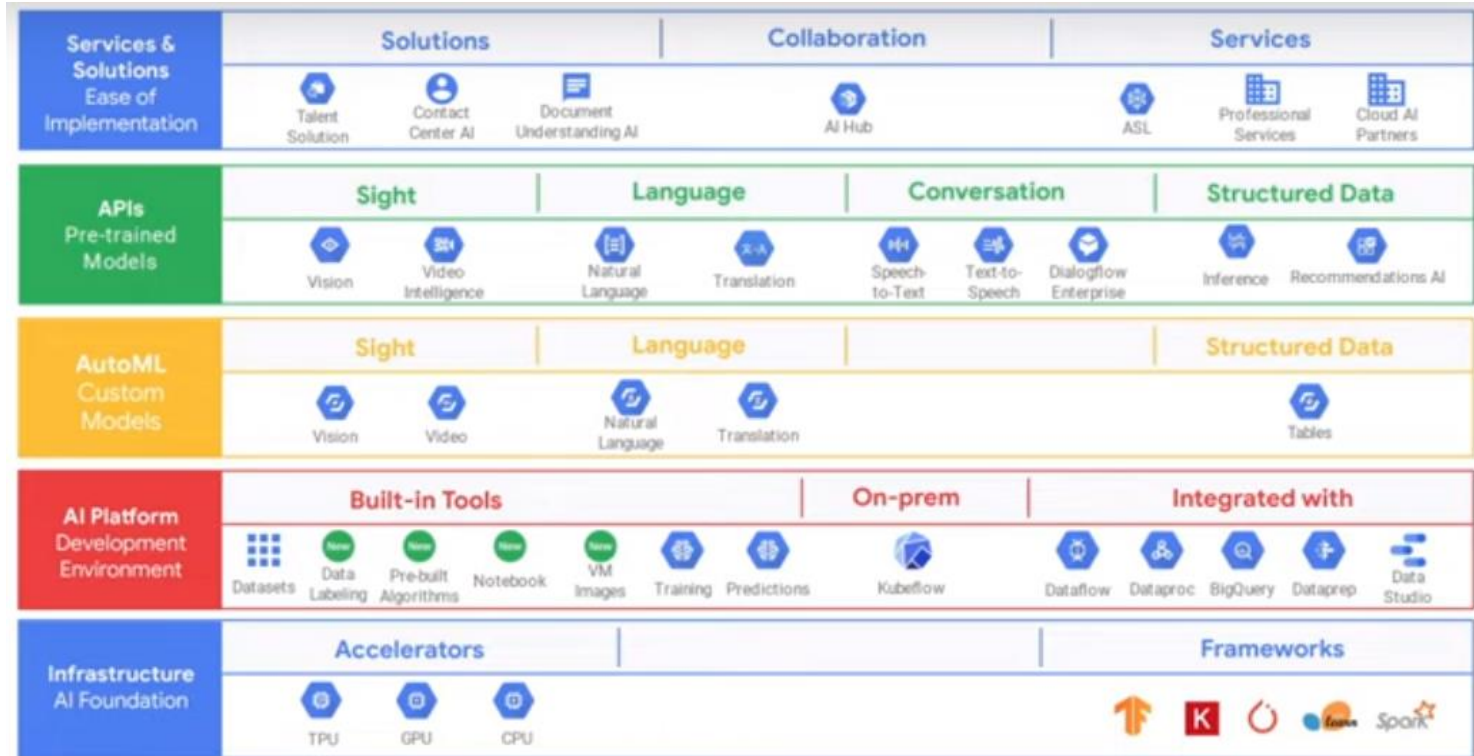 Services &
Solutions
Ease of
Implementation
Solutions
Collaboration
Services
Talent
Solution
Contact
Center AI
Document
Understanding AI
AI Hub
ASL
Professional
Services
Cloud AI
Partners
APIs
Pre-trained
Models
Sight
Language
Conversation
Structured Data
Vision
Video
Intelligence
Natural
Language
Translation
Speech-
to-Text
Text-to-
Speech
Dialogflow
Enterprise
Inference
Recommendations AI
AutoML
Custom
Models
Sight
Language
Structured Data
Vision
Video
Natural
Language
Translation
Tables
AI Platform
Development
Environment
Built-in Tools
On-prem
Integrated with
Datasets
New
Data
Labeling
New
Pre-built
Algorithms
New
Notebook
New
VM
Images
Training
Predictions
Kubeflow
Dataflow
Dataproc
BigQuery
Dataprep
Data
Studio
Infrastructure
AI Foundation
Accelerators
Frameworks
TPU
GPU
CPU
K
learn
Spark